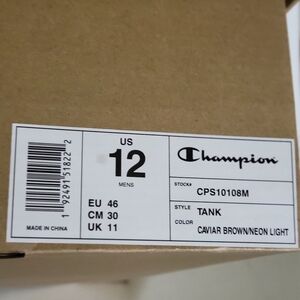 1 92491 51822 2
MADE IN CHINA
US
12
MENS
EU 46
CM 30
UK 11
Champion
STOCK# CPS10108M
STYLE TANK
COLOR CAVIAR BROWN/NEON LIGHT